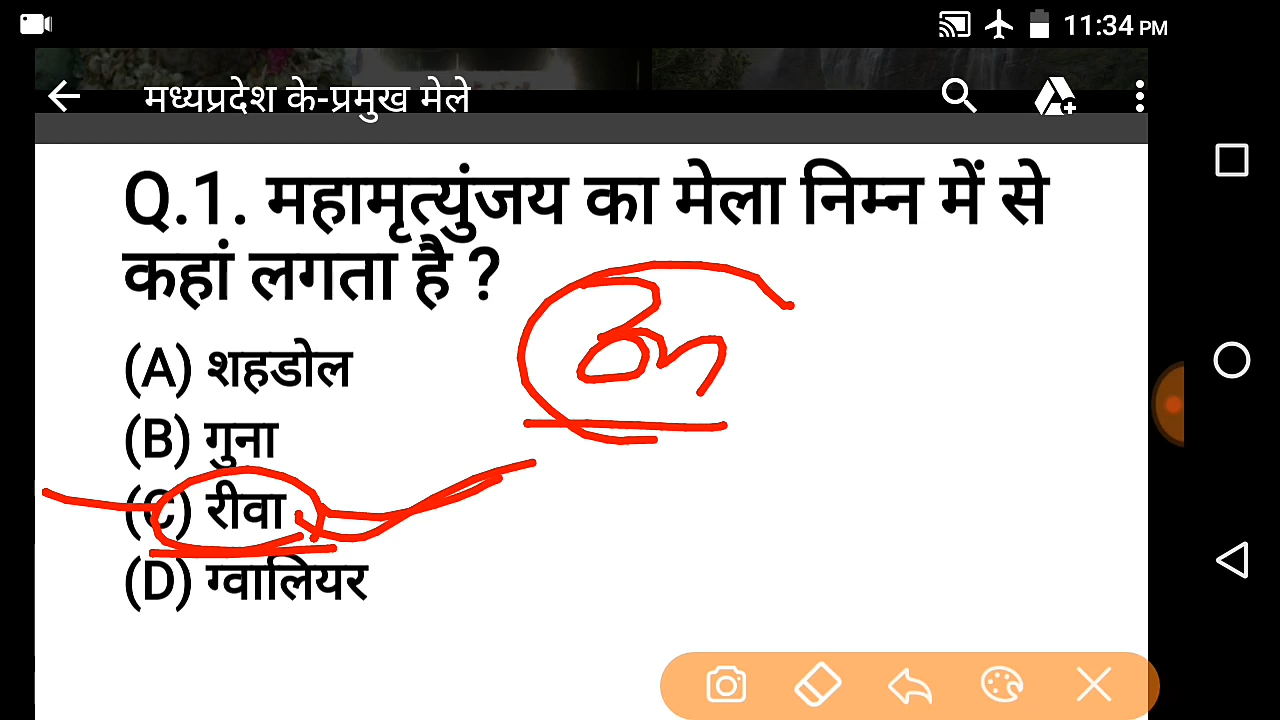 11:34 PM
मध्यप्रदेश के-प्रमुख मेले
Q.1. महामृत्युंजय का मेला निम्न में से
कहां लगता है ?
(A) शहडोल
(B) गुना
(C) रीवा
(D) ग्वालियर